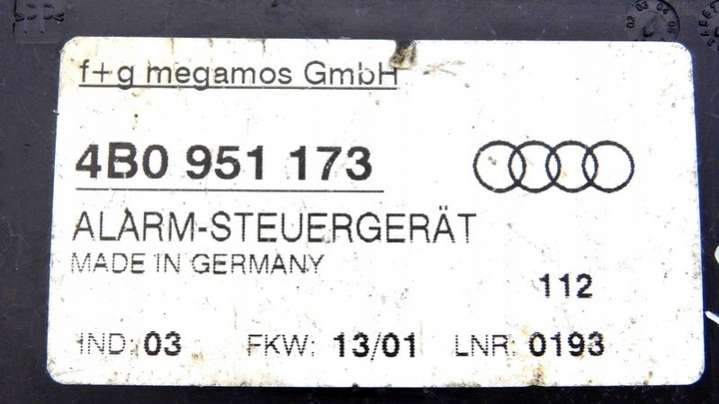 f+g megamos GmbH
4B0 951 173
ALARM-STEUERGERÄT
MADE IN GERMANY
112
IND: 03 FKW: 13/01 LNR: 0193